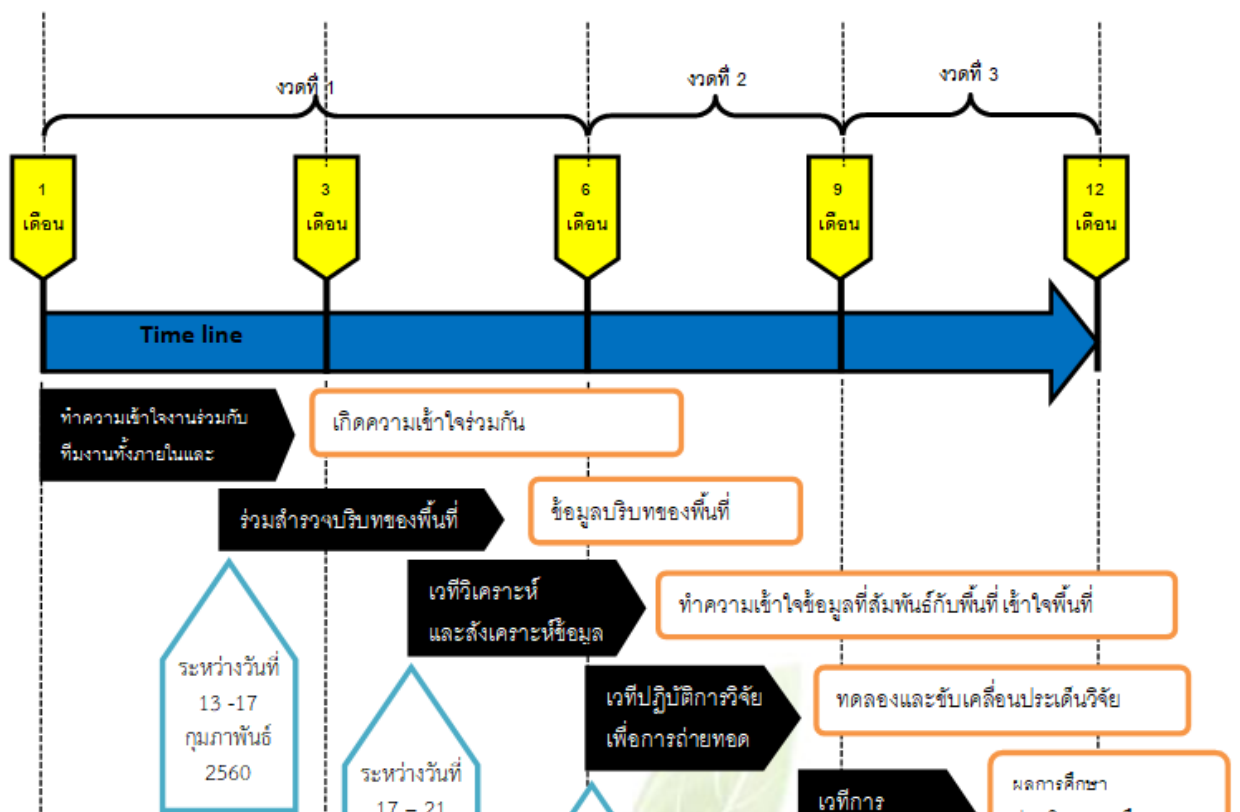 งวดที่ 1
งวดที่ 2
งวดที่ 3
1
เดือน
3
เดือน
6
เดือน
9
เดือน
12
เดือน
Time line
ทำความเข้าใจงานร่วมกับ
ทีมงานทั้งภายในและ
เกิดความเข้าใจร่วมกัน
ร่วมสำรวจบริบทของพื้นที่
ข้อมูลบริบทของพื้นที่
เวทีวิเคราะห์
และสังเคราะห์ข้อมูล
ทำความเข้าใจข้อมูลที่สัมพันธ์กับพื้นที่ เข้าใจพื้นที่
ระหว่างวันที่
13 -17
กุมภาพันธ์
2560
ระหว่างวันที่
17 – 21
เวทีปฏิบัติการวิจัย
เพื่อการถ่ายทอด
ทดลองและขับเคลื่อนประเด็นวิจัย
เวทีการ
ผลการศึกษา